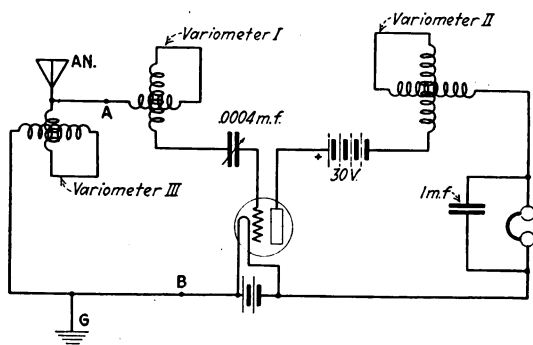 Variometer I
Variometer II
AN.
A
.0004 m.f.
Variometer III
+
30 V.
1 m.f.
B
G